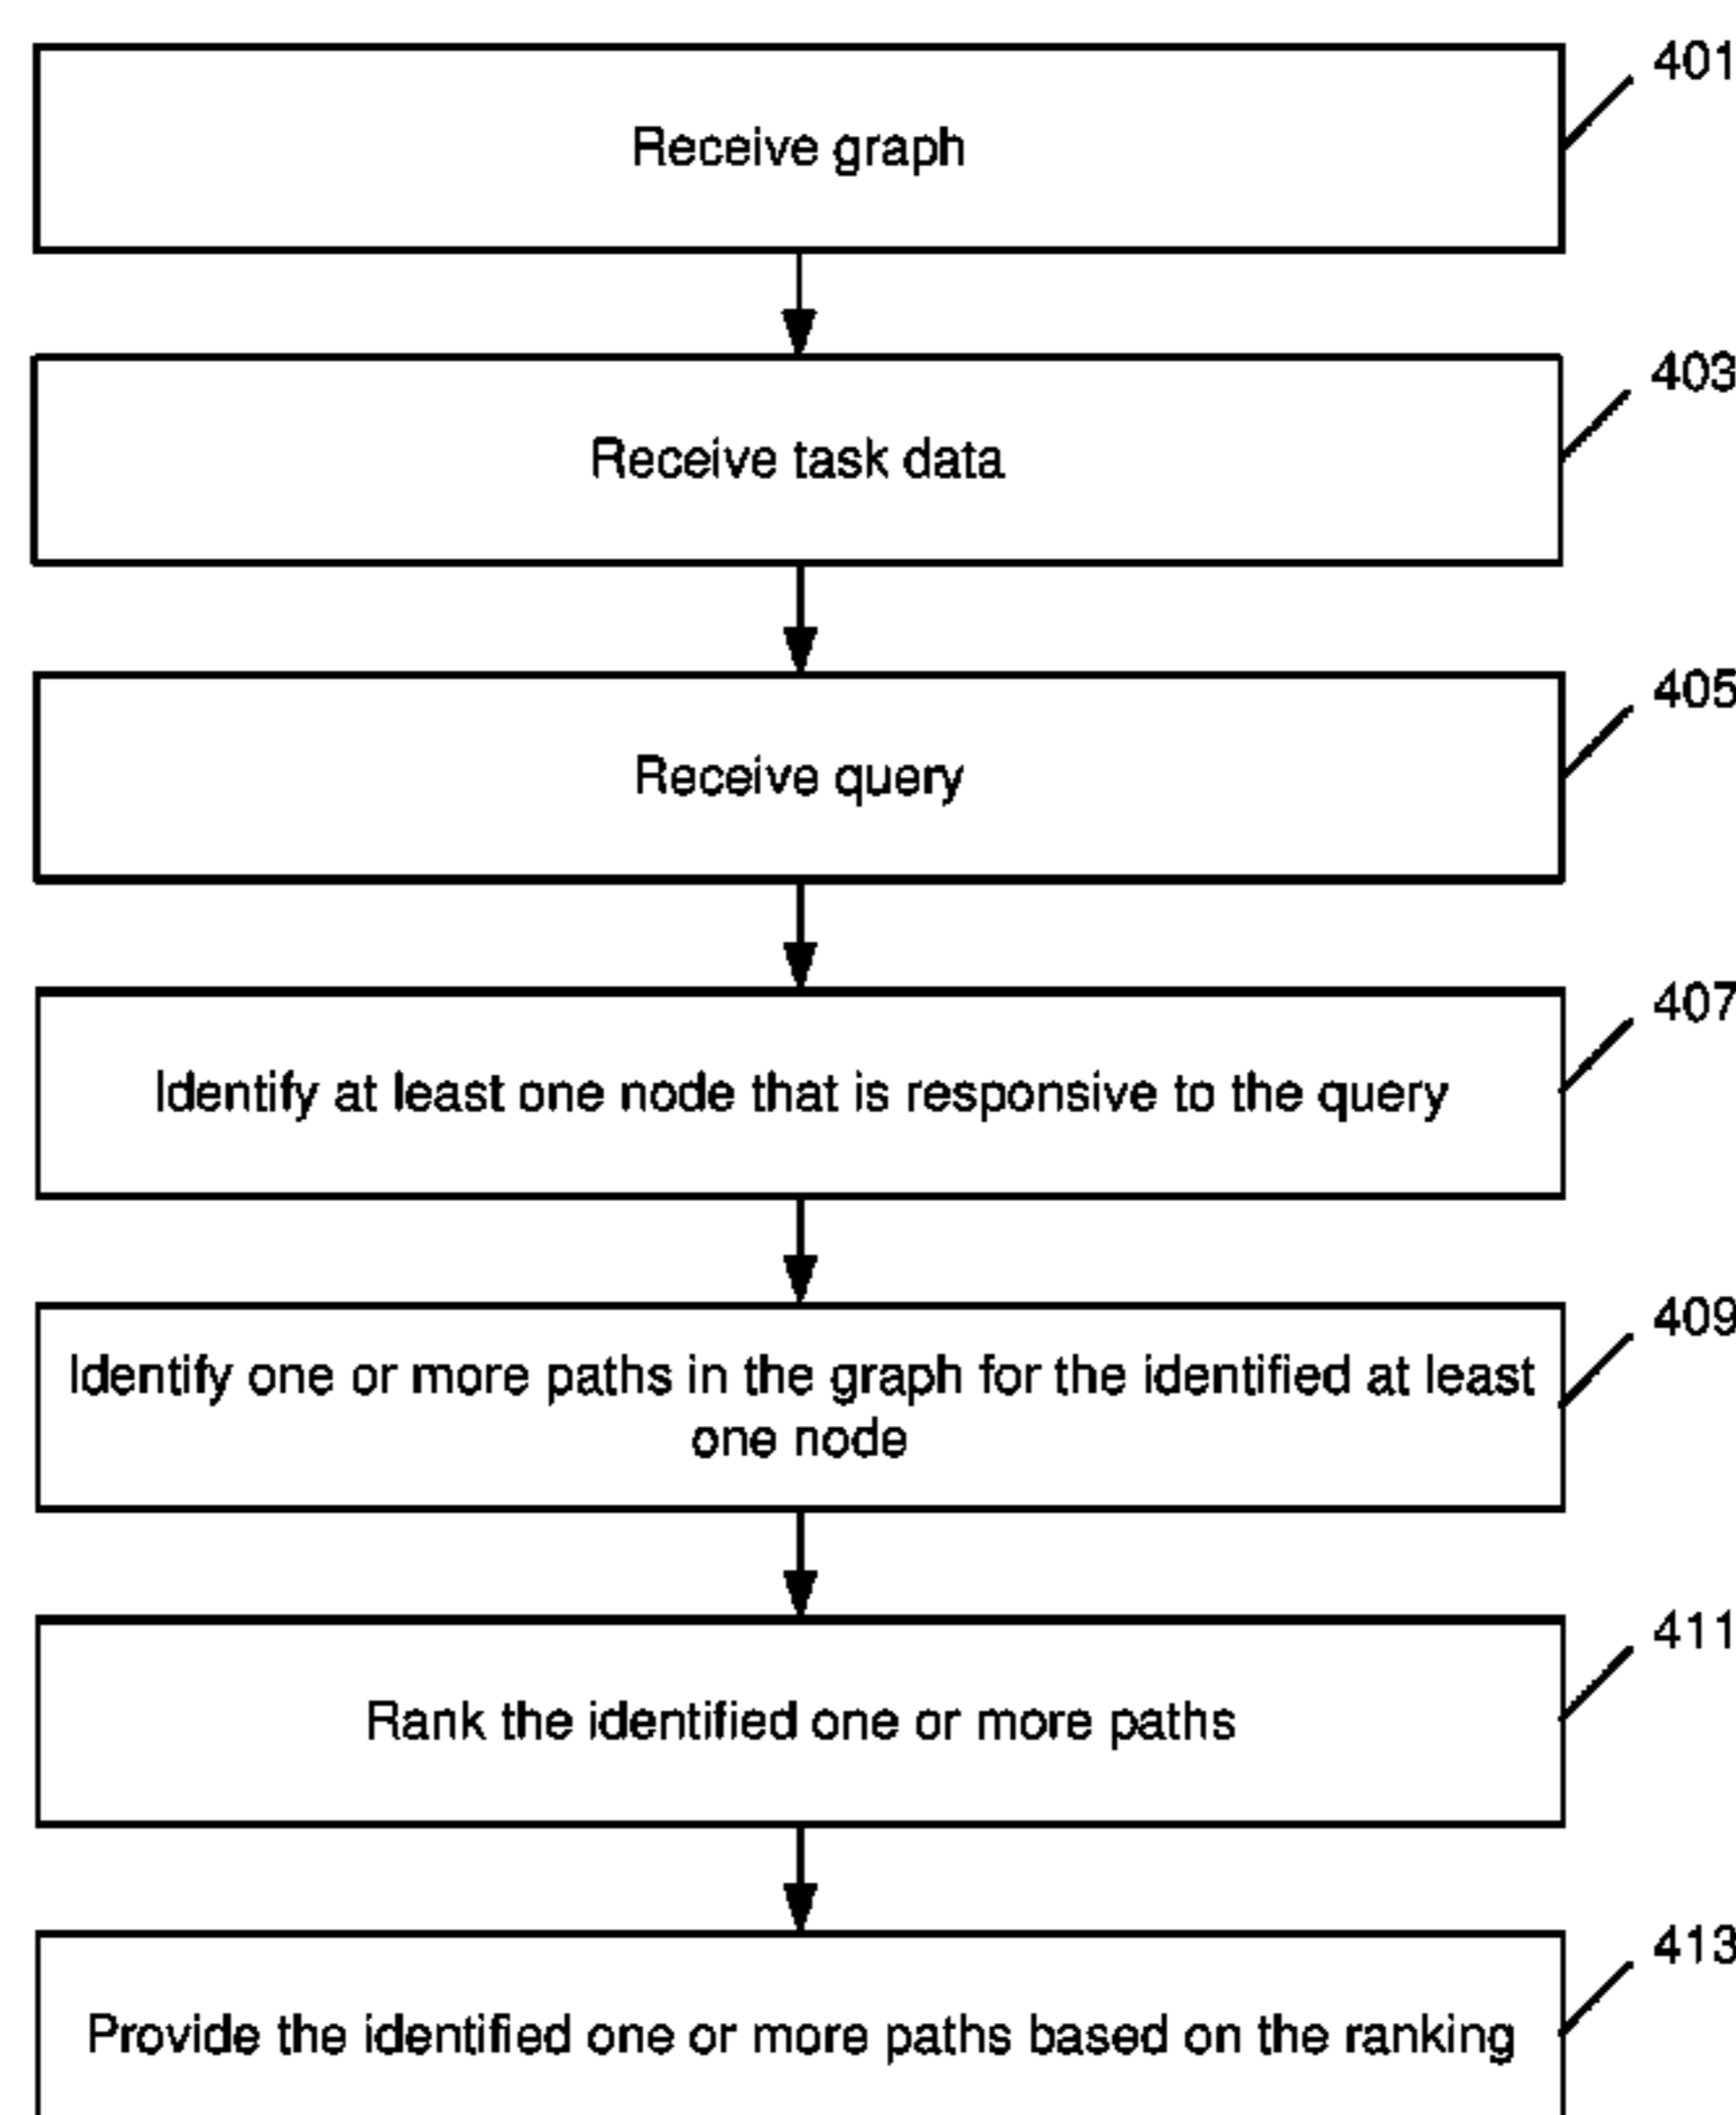 401
Receive graph
403
Receive task data
405
Receive query
407
Identify at least one node that is responsive to the query
409
Identify one or more paths in the graph for the identified at least
one node
411
Rank the identified one or more paths
413
Provide the identified one or more paths based on the ranking